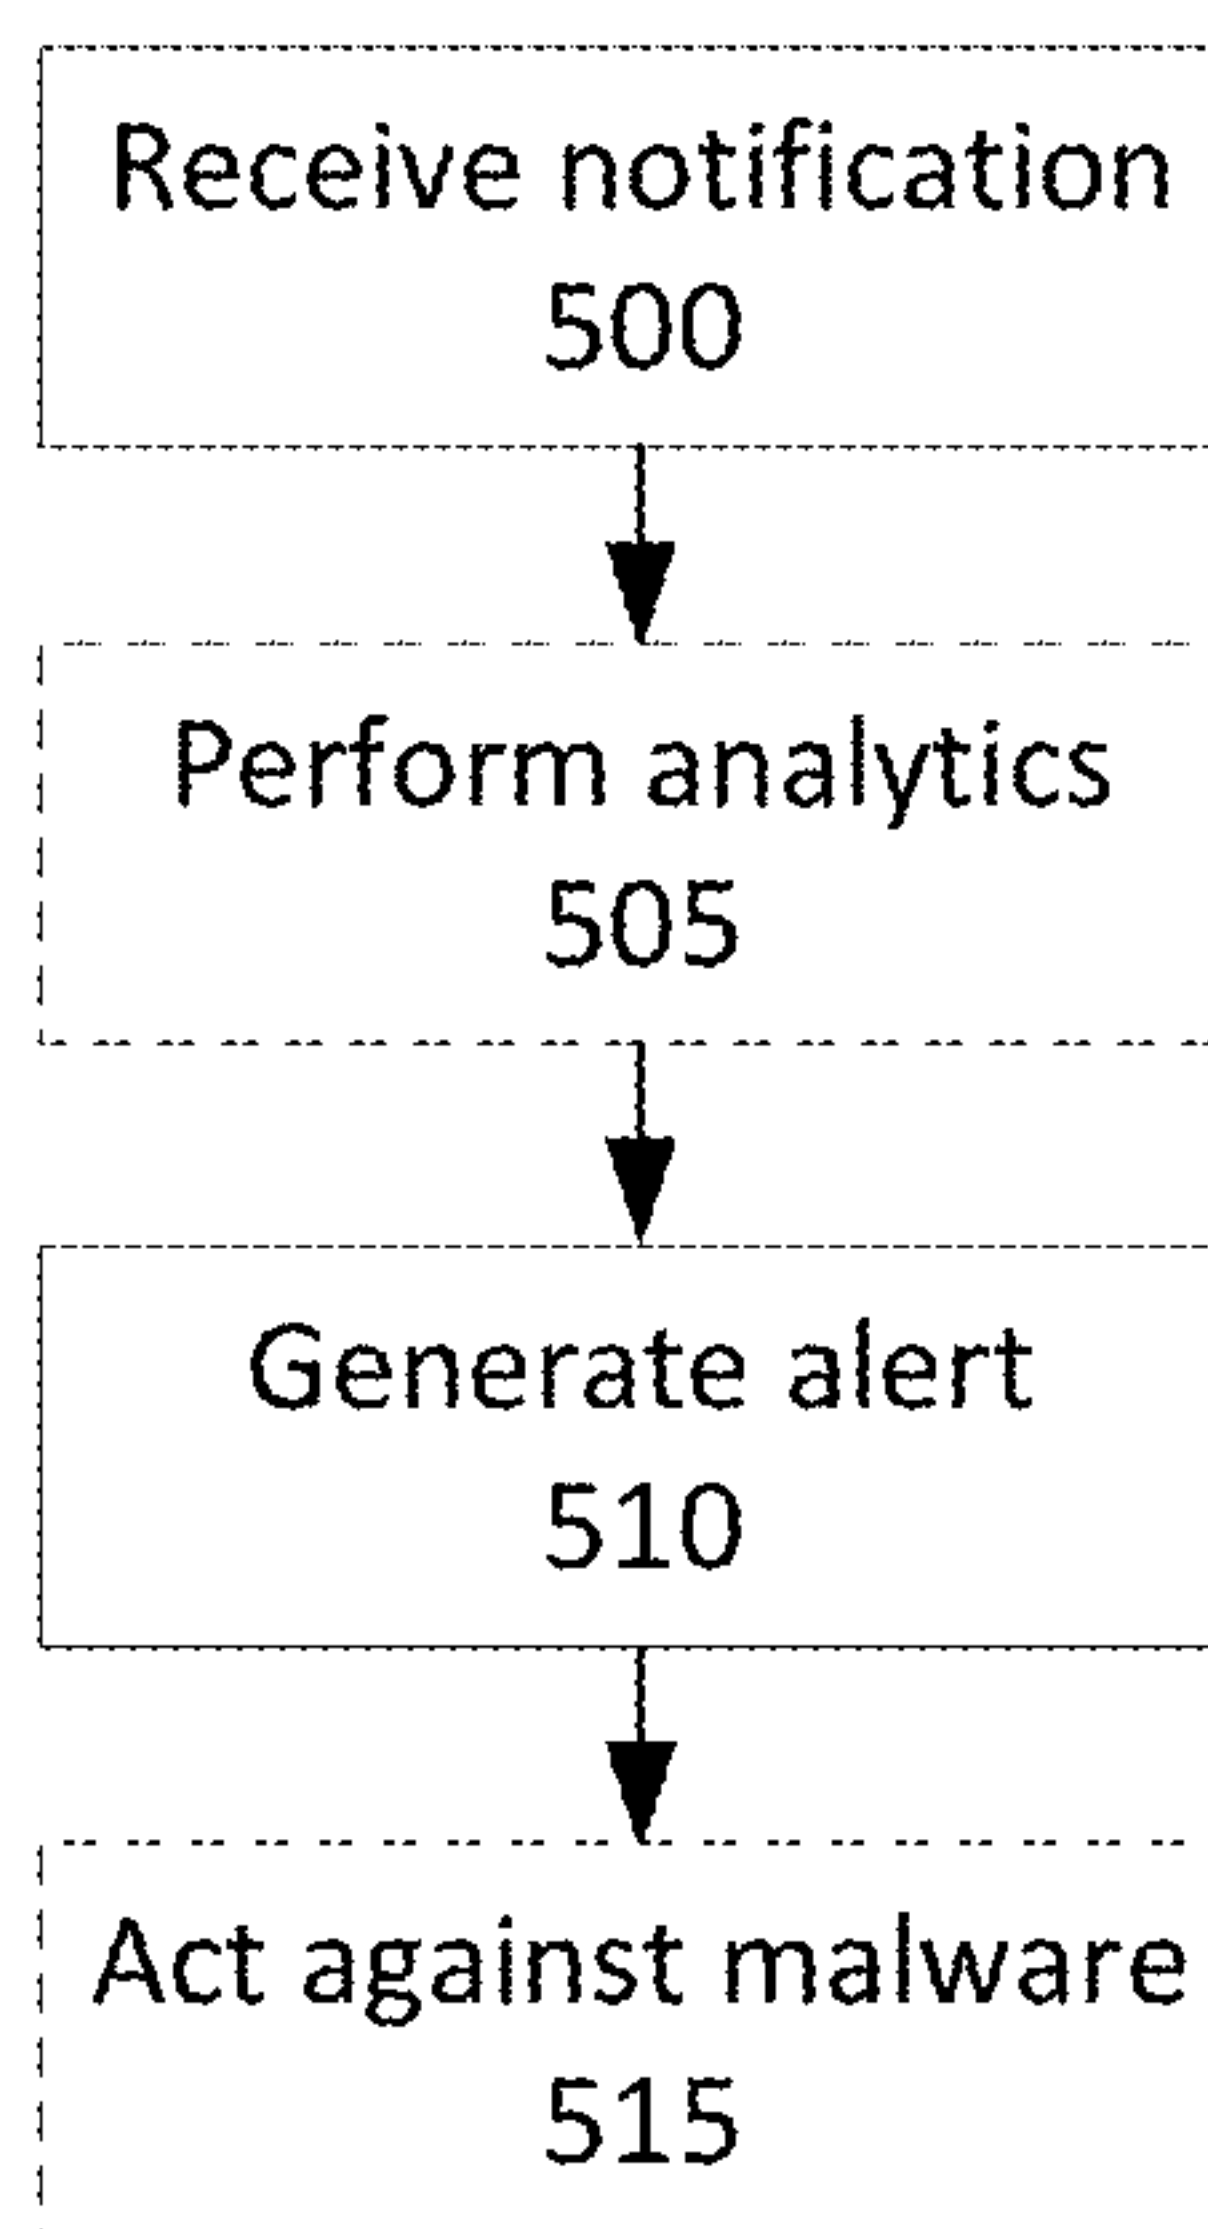 Receive notification
500
Perform analytics
505
Generate alert
510
Act against malware
515